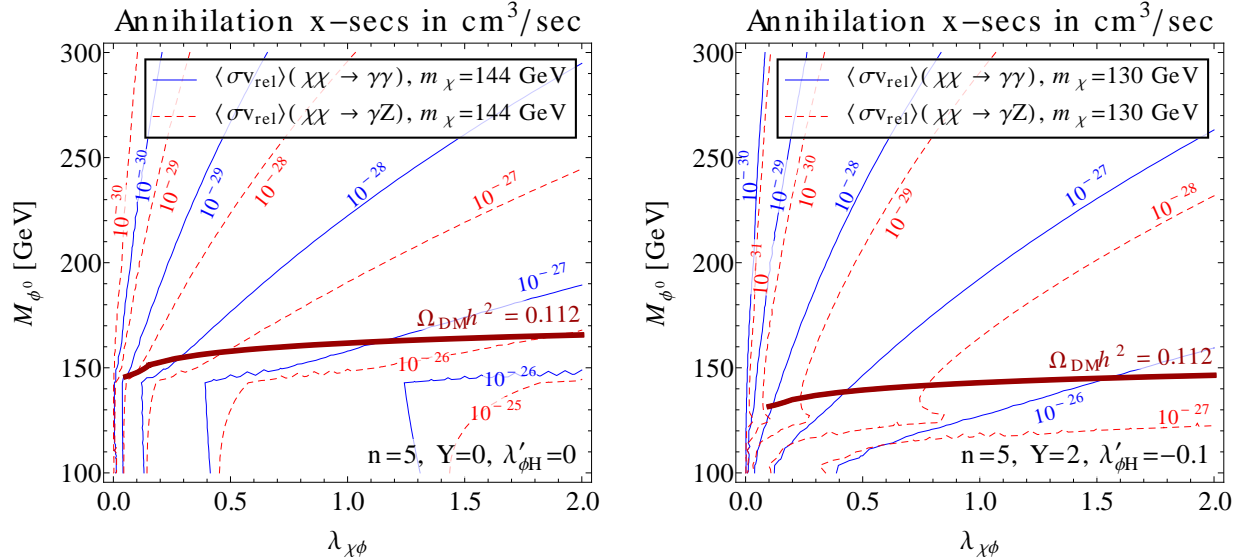 Annihilation x-secs in cm³/sec
300
250
200
150
100
M_ϕ⁰ [GeV]
⟨σv_rel⟩(χχ → γγ), m_χ=144 GeV
⟨σv_rel⟩(χχ → γZ), m_χ=144 GeV
10⁻³⁰
10⁻³⁰
10⁻²⁹
10⁻²⁹
10⁻²⁸
10⁻²⁸
10⁻²⁷
10⁻²⁷
Ω_DM h² = 0.112
10⁻²⁶
10⁻²⁶
10⁻²⁵
n=5, Y=0, λ′_ϕH=0
0.0 0.5 1.0 1.5 2.0
λ_χϕ
Annihilation x-secs in cm³/sec
300
250
200
150
100
M_ϕ⁰ [GeV]
⟨σv_rel⟩(χχ → γγ), m_χ=130 GeV
⟨σv_rel⟩(χχ → γZ), m_χ=130 GeV
10⁻³⁰
10⁻²⁹
10⁻³⁰
10⁻²⁸
10⁻²⁹
10⁻²⁷
10⁻²⁸
10⁻³¹
Ω_DM h² = 0.112
10⁻²⁶
10⁻²⁷
n=5, Y=2, λ′_ϕH=−0.1
0.0 0.5 1.0 1.5 2.0
λ_χϕ